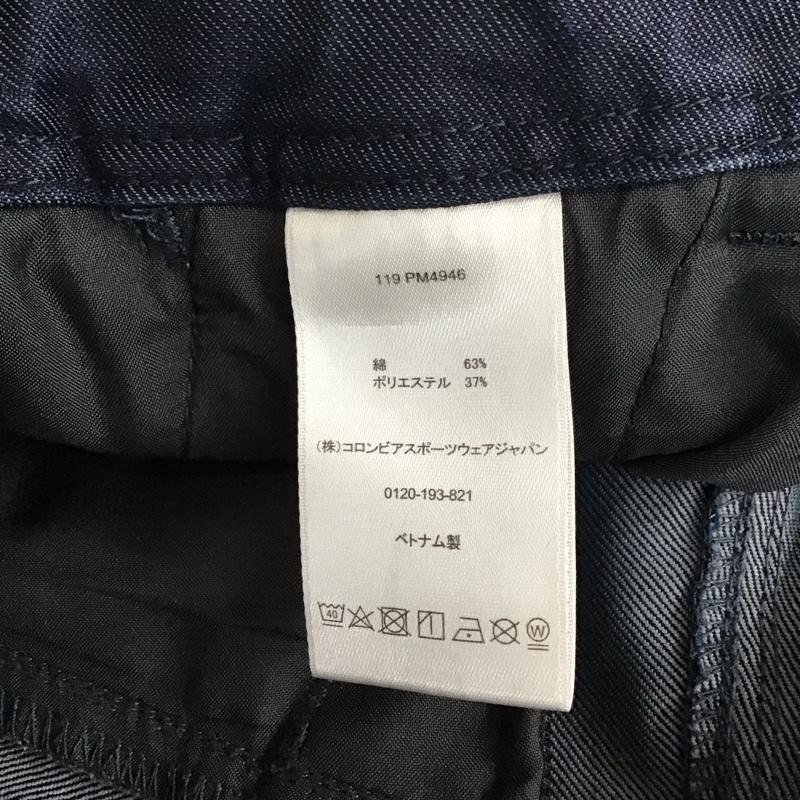 119 PM4946
綿 63%
ポリエステル 37%
(株)コロンビアスポーツウェアジャパン
0120-193-821
ベトナム製
40 W